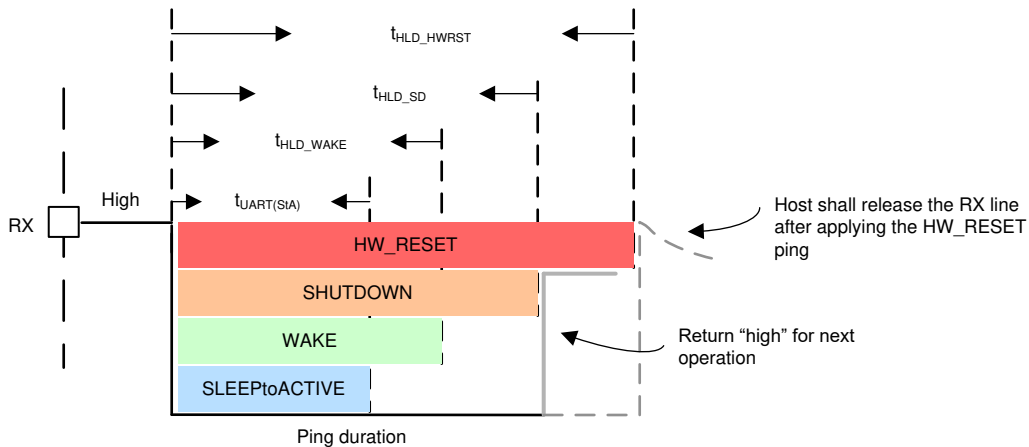 tHLD_HWRST
tHLD_SD
tHLD_WAKE
tUART(StA)
High
RX
HW_RESET
SHUTDOWN
WAKE
SLEEPtoACTIVE
Ping duration
Host shall release the RX line
after applying the HW_RESET
ping
Return “high” for next
operation